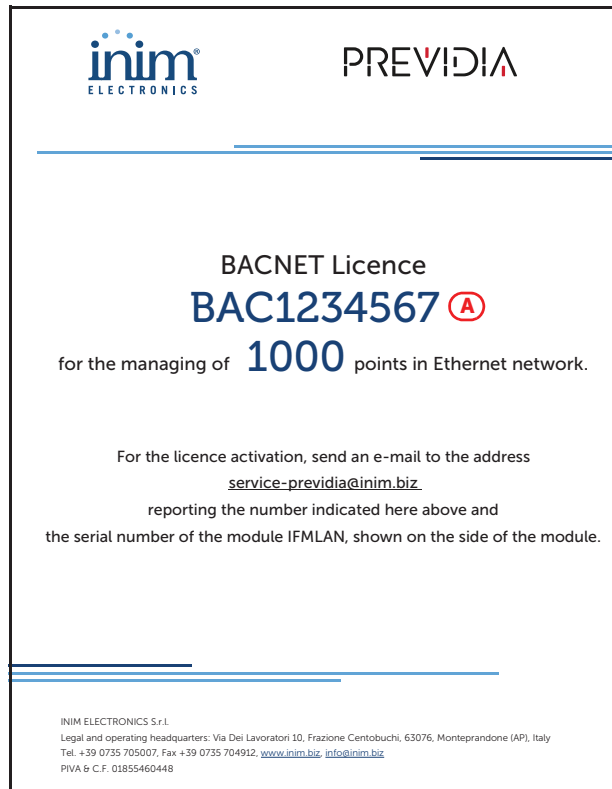 inim®
ELECTRONICS
PREVIDIA
BACNET Licence
BAC1234567 A
for the managing of 1000 points in Ethernet network.
For the licence activation, send an e-mail to the address
service-previdia@inim.biz
reporting the number indicated here above and
the serial number of the module IFMLAN, shown on the side of the module.
INIM ELECTRONICS S.r.l.
Legal and operating headquarters: Via Dei Lavoratori 10, Frazione Centobuchi, 63076, Monteprandone (AP), Italy
Tel. +39 0735 705007, Fax +39 0735 704912, www.inim.biz, info@inim.biz
PIVA & C.F. 01855460448